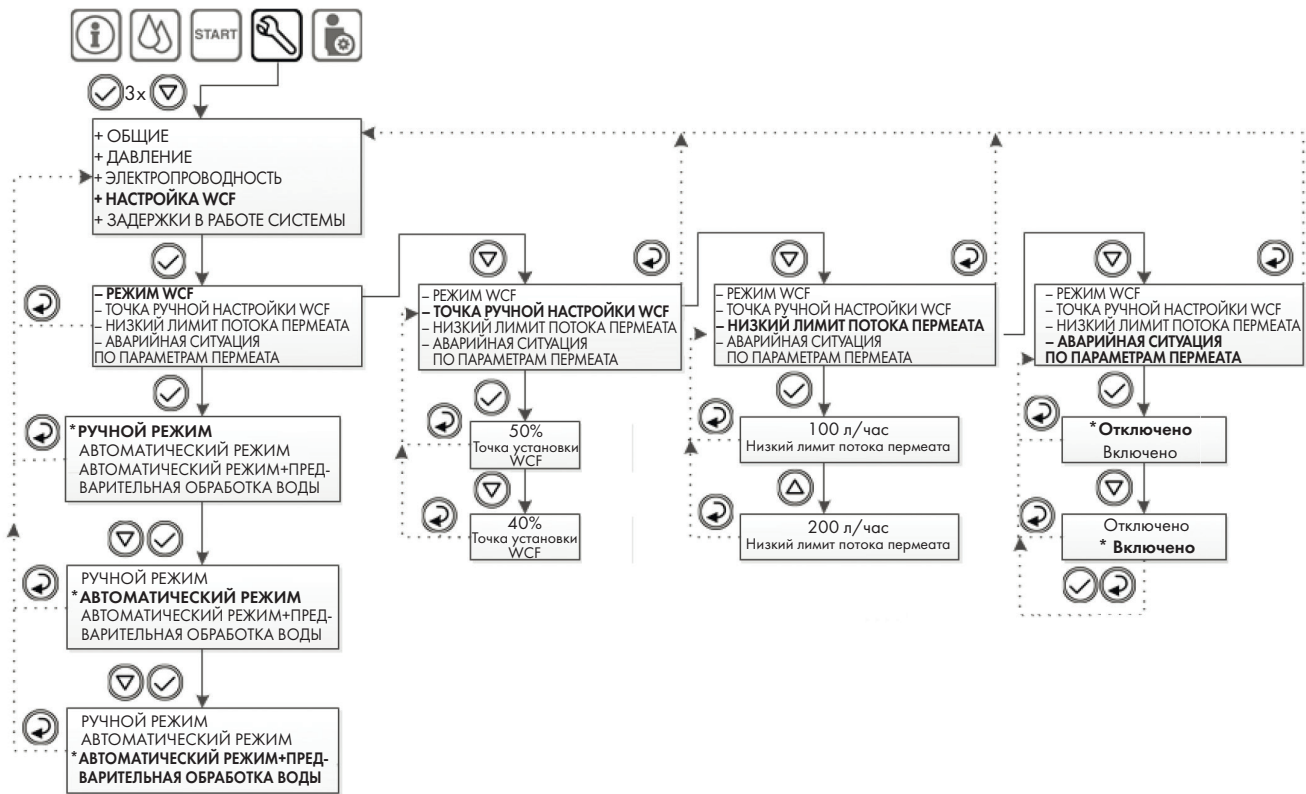 START
3x
+ ОБЩИЕ
+ ДАВЛЕНИЕ
+ ЭЛЕКТРОПРОВОДНОСТЬ
+ НАСТРОЙКА WCF
+ ЗАДЕРЖКИ В РАБОТЕ СИСТЕМЫ
– РЕЖИМ WCF
– ТОЧКА РУЧНОЙ НАСТРОЙКИ WCF
– НИЗКИЙ ЛИМИТ ПОТОКА ПЕРМЕАТА
– АВАРИЙНАЯ СИТУАЦИЯ
ПО ПАРАМЕТРАМ ПЕРМЕАТА
*РУЧНОЙ РЕЖИМ
АВТОМАТИЧЕСКИЙ РЕЖИМ
АВТОМАТИЧЕСКИЙ РЕЖИМ+ПРЕД-
ВАРИТЕЛЬНАЯ ОБРАБОТКА ВОДЫ
РУЧНОЙ РЕЖИМ
*АВТОМАТИЧЕСКИЙ РЕЖИМ
АВТОМАТИЧЕСКИЙ РЕЖИМ+ПРЕД-
ВАРИТЕЛЬНАЯ ОБРАБОТКА ВОДЫ
РУЧНОЙ РЕЖИМ
АВТОМАТИЧЕСКИЙ РЕЖИМ
*АВТОМАТИЧЕСКИЙ РЕЖИМ+ПРЕД-
ВАРИТЕЛЬНАЯ ОБРАБОТКА ВОДЫ
– РЕЖИМ WCF
– ТОЧКА РУЧНОЙ НАСТРОЙКИ WCF
– НИЗКИЙ ЛИМИТ ПОТОКА ПЕРМЕАТА
– АВАРИЙНАЯ СИТУАЦИЯ
ПО ПАРАМЕТРАМ ПЕРМЕАТА
50%
Точка установки
WCF
40%
Точка установки
WCF
– РЕЖИМ WCF
– ТОЧКА РУЧНОЙ НАСТРОЙКИ WCF
– НИЗКИЙ ЛИМИТ ПОТОКА ПЕРМЕАТА
– АВАРИЙНАЯ СИТУАЦИЯ
ПО ПАРАМЕТРАМ ПЕРМЕАТА
100 л/час
Низкий лимит потока пермеата
200 л/час
Низкий лимит потока пермеата
– РЕЖИМ WCF
– ТОЧКА РУЧНОЙ НАСТРОЙКИ WCF
– НИЗКИЙ ЛИМИТ ПОТОКА ПЕРМЕАТА
– АВАРИЙНАЯ СИТУАЦИЯ
ПО ПАРАМЕТРАМ ПЕРМЕАТА
*Отключено
Включено
Отключено
* Включено